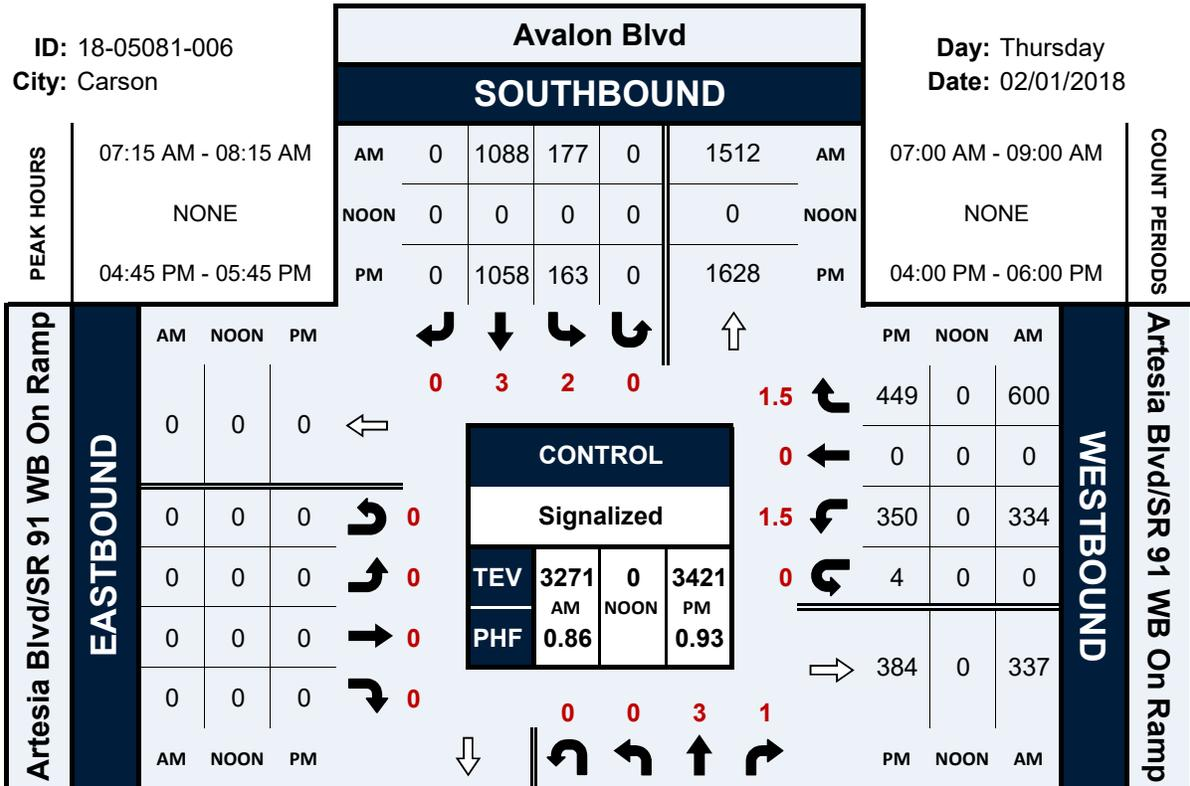 ID: 18-05081-006
City: Carson
Avalon Blvd
SOUTHBOUND
Day: Thursday
Date: 02/01/2018
PEAK HOURS
07:15 AM - 08:15 AM
NONE
04:45 PM - 05:45 PM
AM 0 1088 177 0 1512 AM
NOON 0 0 0 0 0 NOON
PM 0 1058 163 0 1628 PM
07:00 AM - 09:00 AM
NONE
04:00 PM - 06:00 PM
COUNT PERIODS
0 3 2 0
Artesia Blvd/SR 91 WB On Ramp
EASTBOUND
AM NOON PM
0 0 0
0 0 0 0
0 0 0 0
0 0 0 0
0 0 0 0
AM NOON PM
CONTROL
Signalized
TEV 3271 0 3421
AM NOON PM
PHF 0.86 0.93
PM NOON AM
1.5 449 0 600
0 0 0 0
1.5 350 0 334
0 4 0 0
384 0 337
PM NOON AM
WESTBOUND
Artesia Blvd/SR 91 WB On Ramp
0 0 3 1